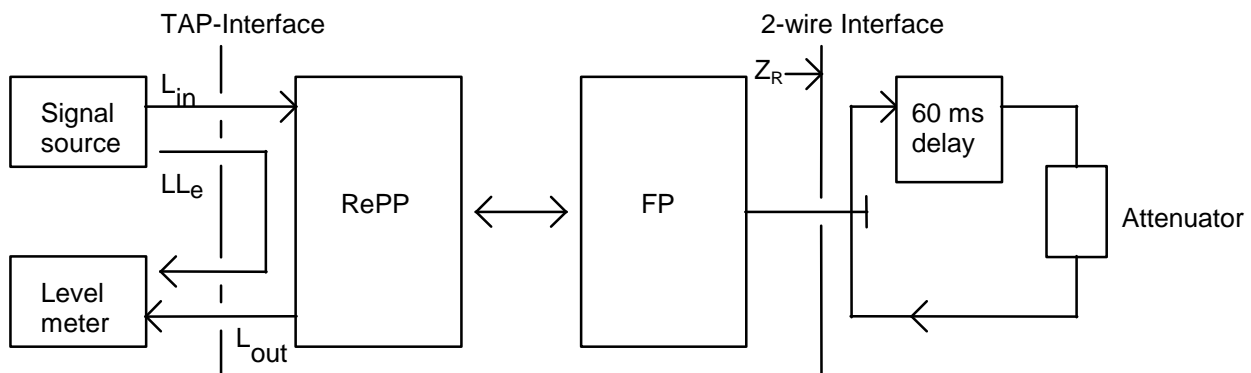 TAP-Interface
2-wire Interface
Signal
source
L_in
LL_e
Level
meter
L_out
RePP
FP
Z_R
60 ms
delay
Attenuator